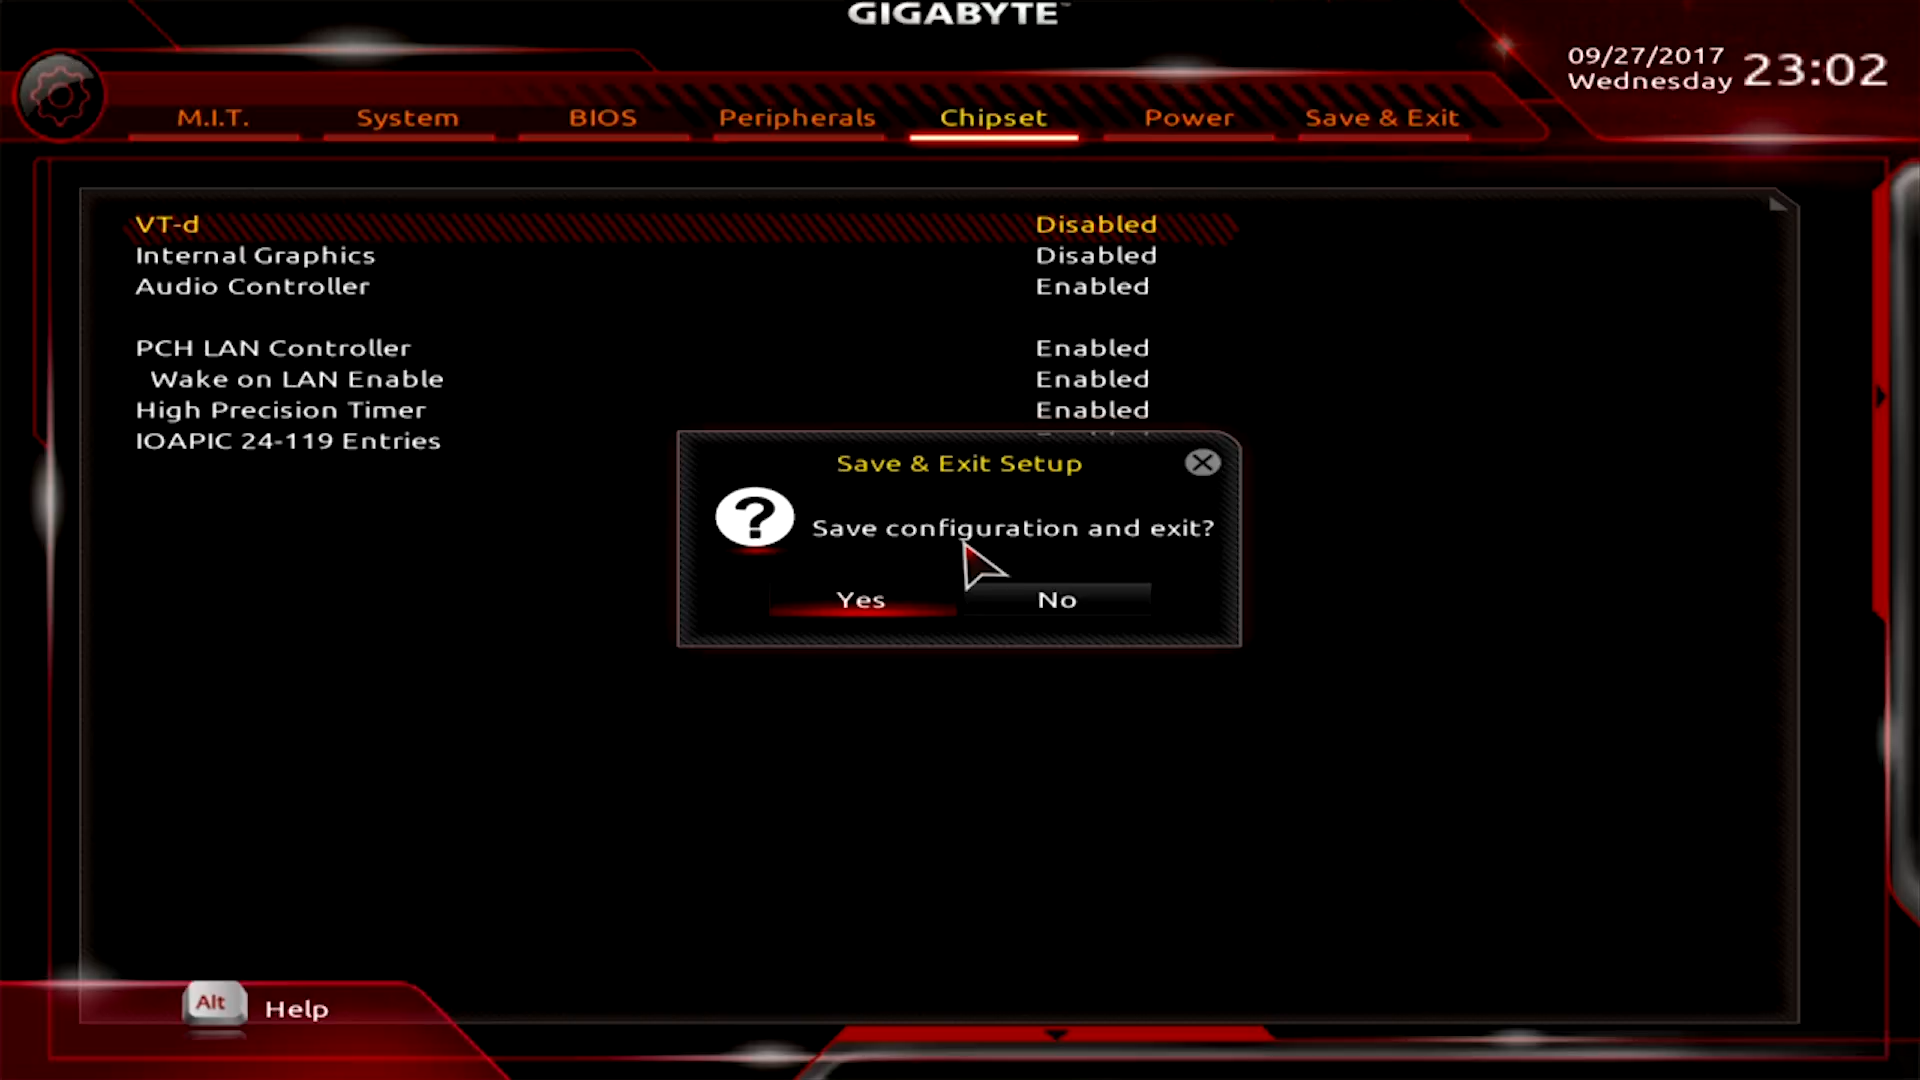 GIGABYTE™
09/27/2017
Wednesday
23:02
M.I.T. System BIOS Peripherals Chipset Power Save & Exit
VT-d Disabled
Internal Graphics Disabled
Audio Controller Enabled
PCH LAN Controller Enabled
Wake on LAN Enable Enabled
High Precision Timer Enabled
IOAPIC 24-119 Entries
Save & Exit Setup
? Save configuration and exit?
Yes No
Alt Help